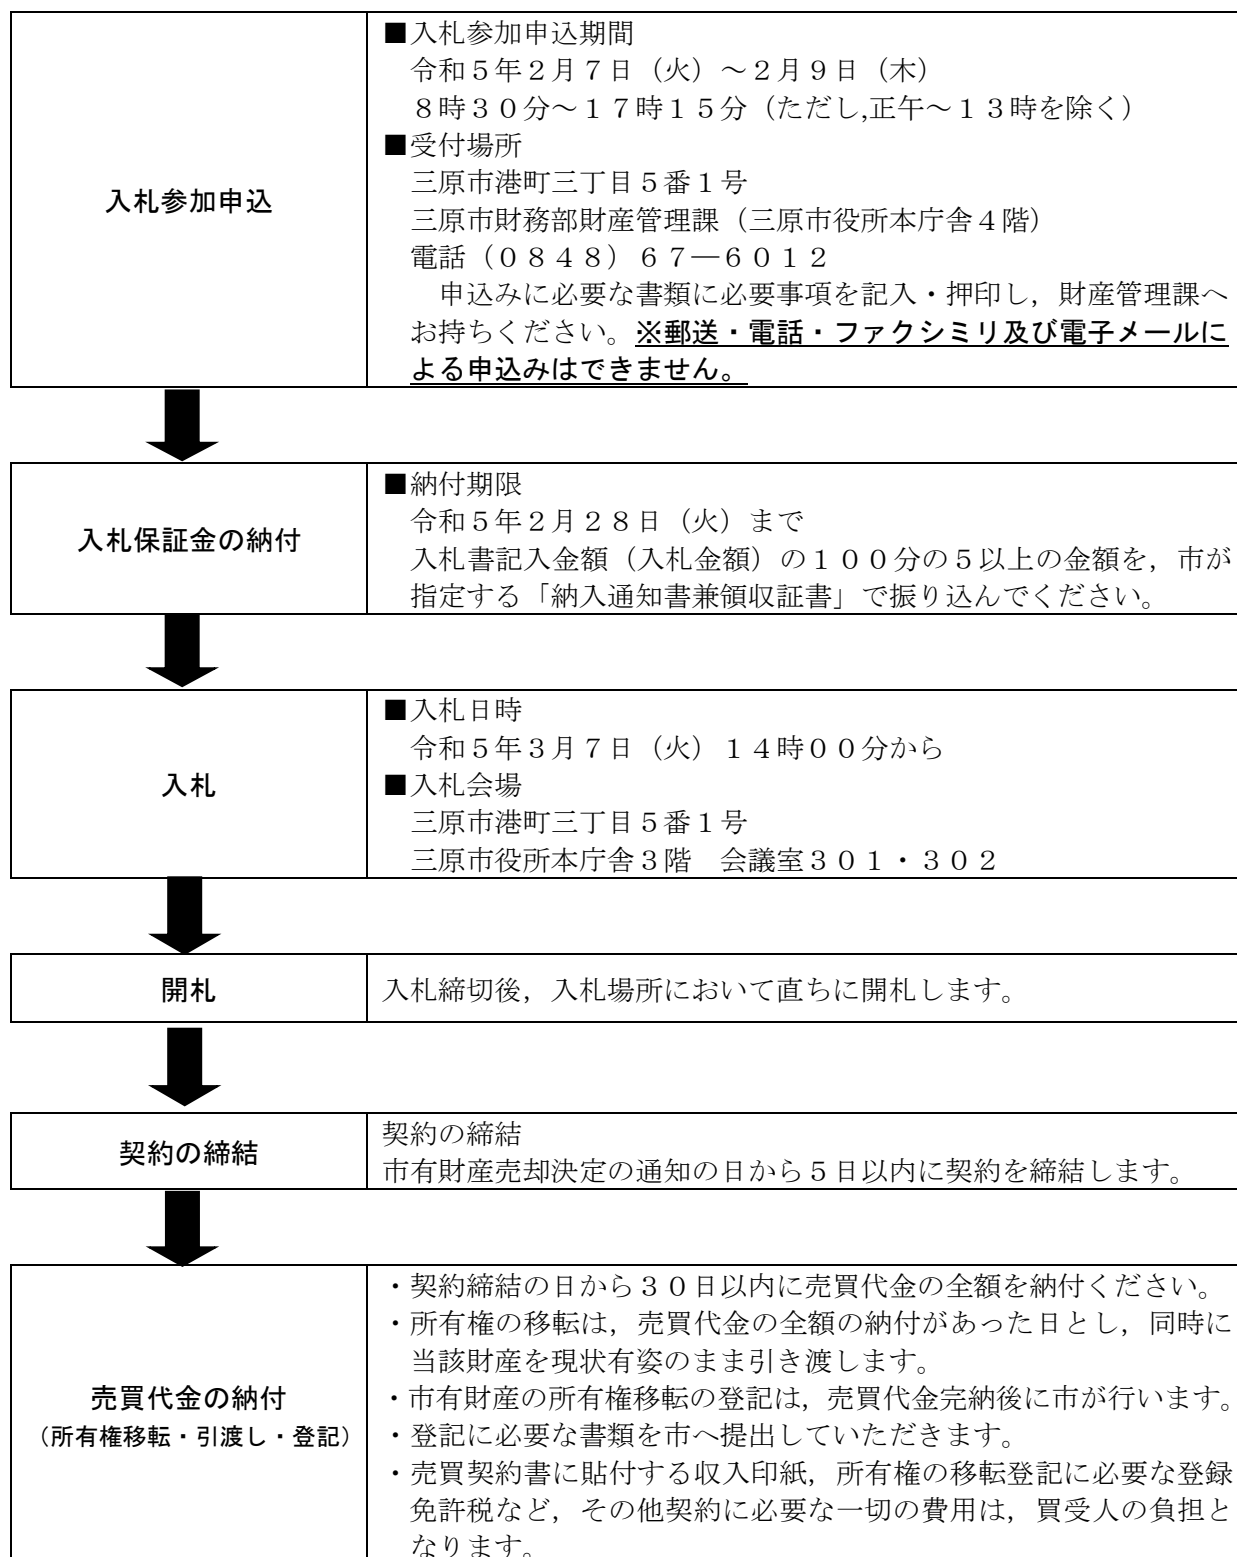 入札参加申込
■入札参加申込期間
令和５年２月７日（火）～２月９日（木）
８時３０分～１７時１５分（ただし,正午～１３時を除く）
■受付場所
三原市港町三丁目５番１号
三原市財務部財産管理課（三原市役所本庁舎４階）
電話（０８４８）６７―６０１２
申込みに必要な書類に必要事項を記入・押印し，財産管理課へ
お持ちください。※郵送・電話・ファクシミリ及び電子メールに
よる申込みはできません。
入札保証金の納付
■納付期限
令和５年２月２８日（火）まで
入札書記入金額（入札金額）の１００分の５以上の金額を，市が
指定する「納入通知書兼領収証書」で振り込んでください。
入札
■入札日時
令和５年３月７日（火）１４時００分から
■入札会場
三原市港町三丁目５番１号
三原市役所本庁舎３階　会議室３０１・３０２
開札
入札締切後，入札場所において直ちに開札します。
契約の締結
契約の締結
市有財産売却決定の通知の日から５日以内に契約を締結します。
売買代金の納付
（所有権移転・引渡し・登記）
・契約締結の日から３０日以内に売買代金の全額を納付ください。
・所有権の移転は，売買代金の全額の納付があった日とし，同時に
当該財産を現状有姿のまま引き渡します。
・市有財産の所有権移転の登記は，売買代金完納後に市が行います。
・登記に必要な書類を市へ提出していただきます。
・売買契約書に貼付する収入印紙，所有権の移転登記に必要な登録
免許税など，その他契約に必要な一切の費用は，買受人の負担と
なります。